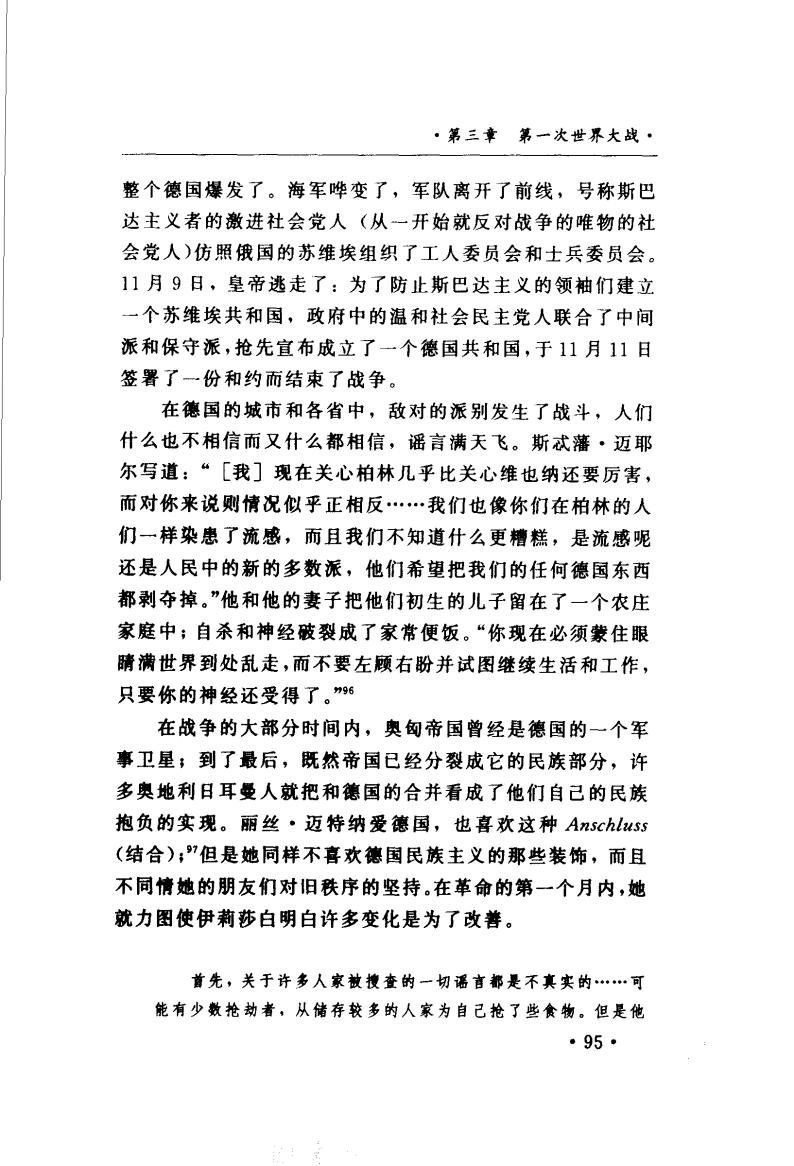 ·第三章　第一次世界大战·
整个德国爆发了。海军哗变了，军队离开了前线，号称斯巴
达主义者的激进社会党人（从一开始就反对战争的唯物的社
会党人）仿照俄国的苏维埃组织了工人委员会和士兵委员会。
11月9日，皇帝逃走了：为了防止斯巴达主义的领袖们建立
一个苏维埃共和国，政府中的温和社会民主党人联合了中间
派和保守派，抢先宣布成立了一个德国共和国，于11月11日
签署了一份和约而结束了战争。
在德国的城市和各省中，敌对的派别发生了战斗，人们
什么也不相信而又什么都相信，谣言满天飞。斯忒藩·迈耶
尔写道：“［我］现在关心柏林几乎比关心维也纳还要厉害，
而对你来说则情况似乎正相反……我们也像你们在柏林的人
们一样染患了流感，而且我们不知道什么更糟糕，是流感呢
还是人民中的新的多数派，他们希望把我们的任何德国东西
都剥夺掉。”他和他的妻子把他们初生的儿子留在了一个农庄
家庭中；自杀和神经破裂成了家常便饭。“你现在必须蒙住眼
睛满世界到处乱走，而不要左顾右盼并试图继续生活和工作，
只要你的神经还受得了。”96
在战争的大部分时间内，奥匈帝国曾经是德国的一个军
事卫星；到了最后，既然帝国已经分裂成它的民族部分，许
多奥地利日耳曼人就把和德国的合并看成了他们自己的民族
抱负的实现。丽丝·迈特纳爱德国，也喜欢这种 Anschluss
（结合）；97但是她同样不喜欢德国民族主义的那些装饰，而且
不同情她的朋友们对旧秩序的坚持。在革命的第一个月内，她
就力图使伊莉莎白明白许多变化是为了改善。
首先，关于许多人家被搜查的一切谣言都是不真实的……可
能有少数抢劫者，从储存较多的人家为自己抢了些食物。但是他
·95·